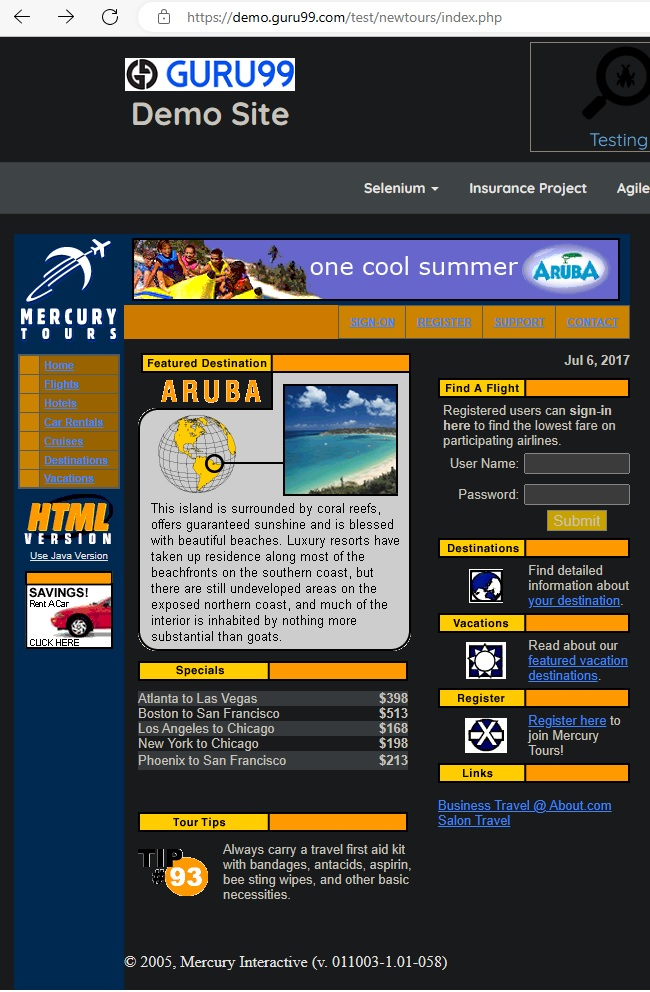 https://demo.guru99.com/test/newtours/index.php
GURU99
Demo Site
Testing
Selenium
Insurance Project
Agile
MERCURY
TOURS
one cool summer
ARUBA
SIGN-ON
REGISTER
SUPPORT
CONTACT
Home
Flights
Hotels
Car Rentals
Cruises
Destinations
Vacations
HTML
VERSION
Use Java Version
SAVINGS!
Rent A Car
CLICK HERE
Featured Destination
ARUBA
This island is surrounded by coral reefs,
offers guaranteed sunshine and is blessed
with beautiful beaches. Luxury resorts have
taken up residence along most of the
beachfronts on the southern coast, but
there are still undeveloped areas on the
exposed northern coast, and much of the
interior is inhabited by nothing more
substantial than goats.
Specials
Atlanta to Las Vegas $398
Boston to San Francisco $513
Los Angeles to Chicago $168
New York to Chicago $198
Phoenix to San Francisco $213
Tour Tips
TIP
#93
Always carry a travel first aid kit
with bandages, antacids, aspirin,
bee sting wipes, and other basic
necessities.
Jul 6, 2017
Find A Flight
Registered users can sign-in
here to find the lowest fare on
participating airlines.
User Name:
Password:
Submit
Destinations
Find detailed
information about
your destination.
Vacations
Read about our
featured vacation
destinations.
Register
Register here to
join Mercury
Tours!
Links
Business Travel @ About.com
Salon Travel
© 2005, Mercury Interactive (v. 011003-1.01-058)